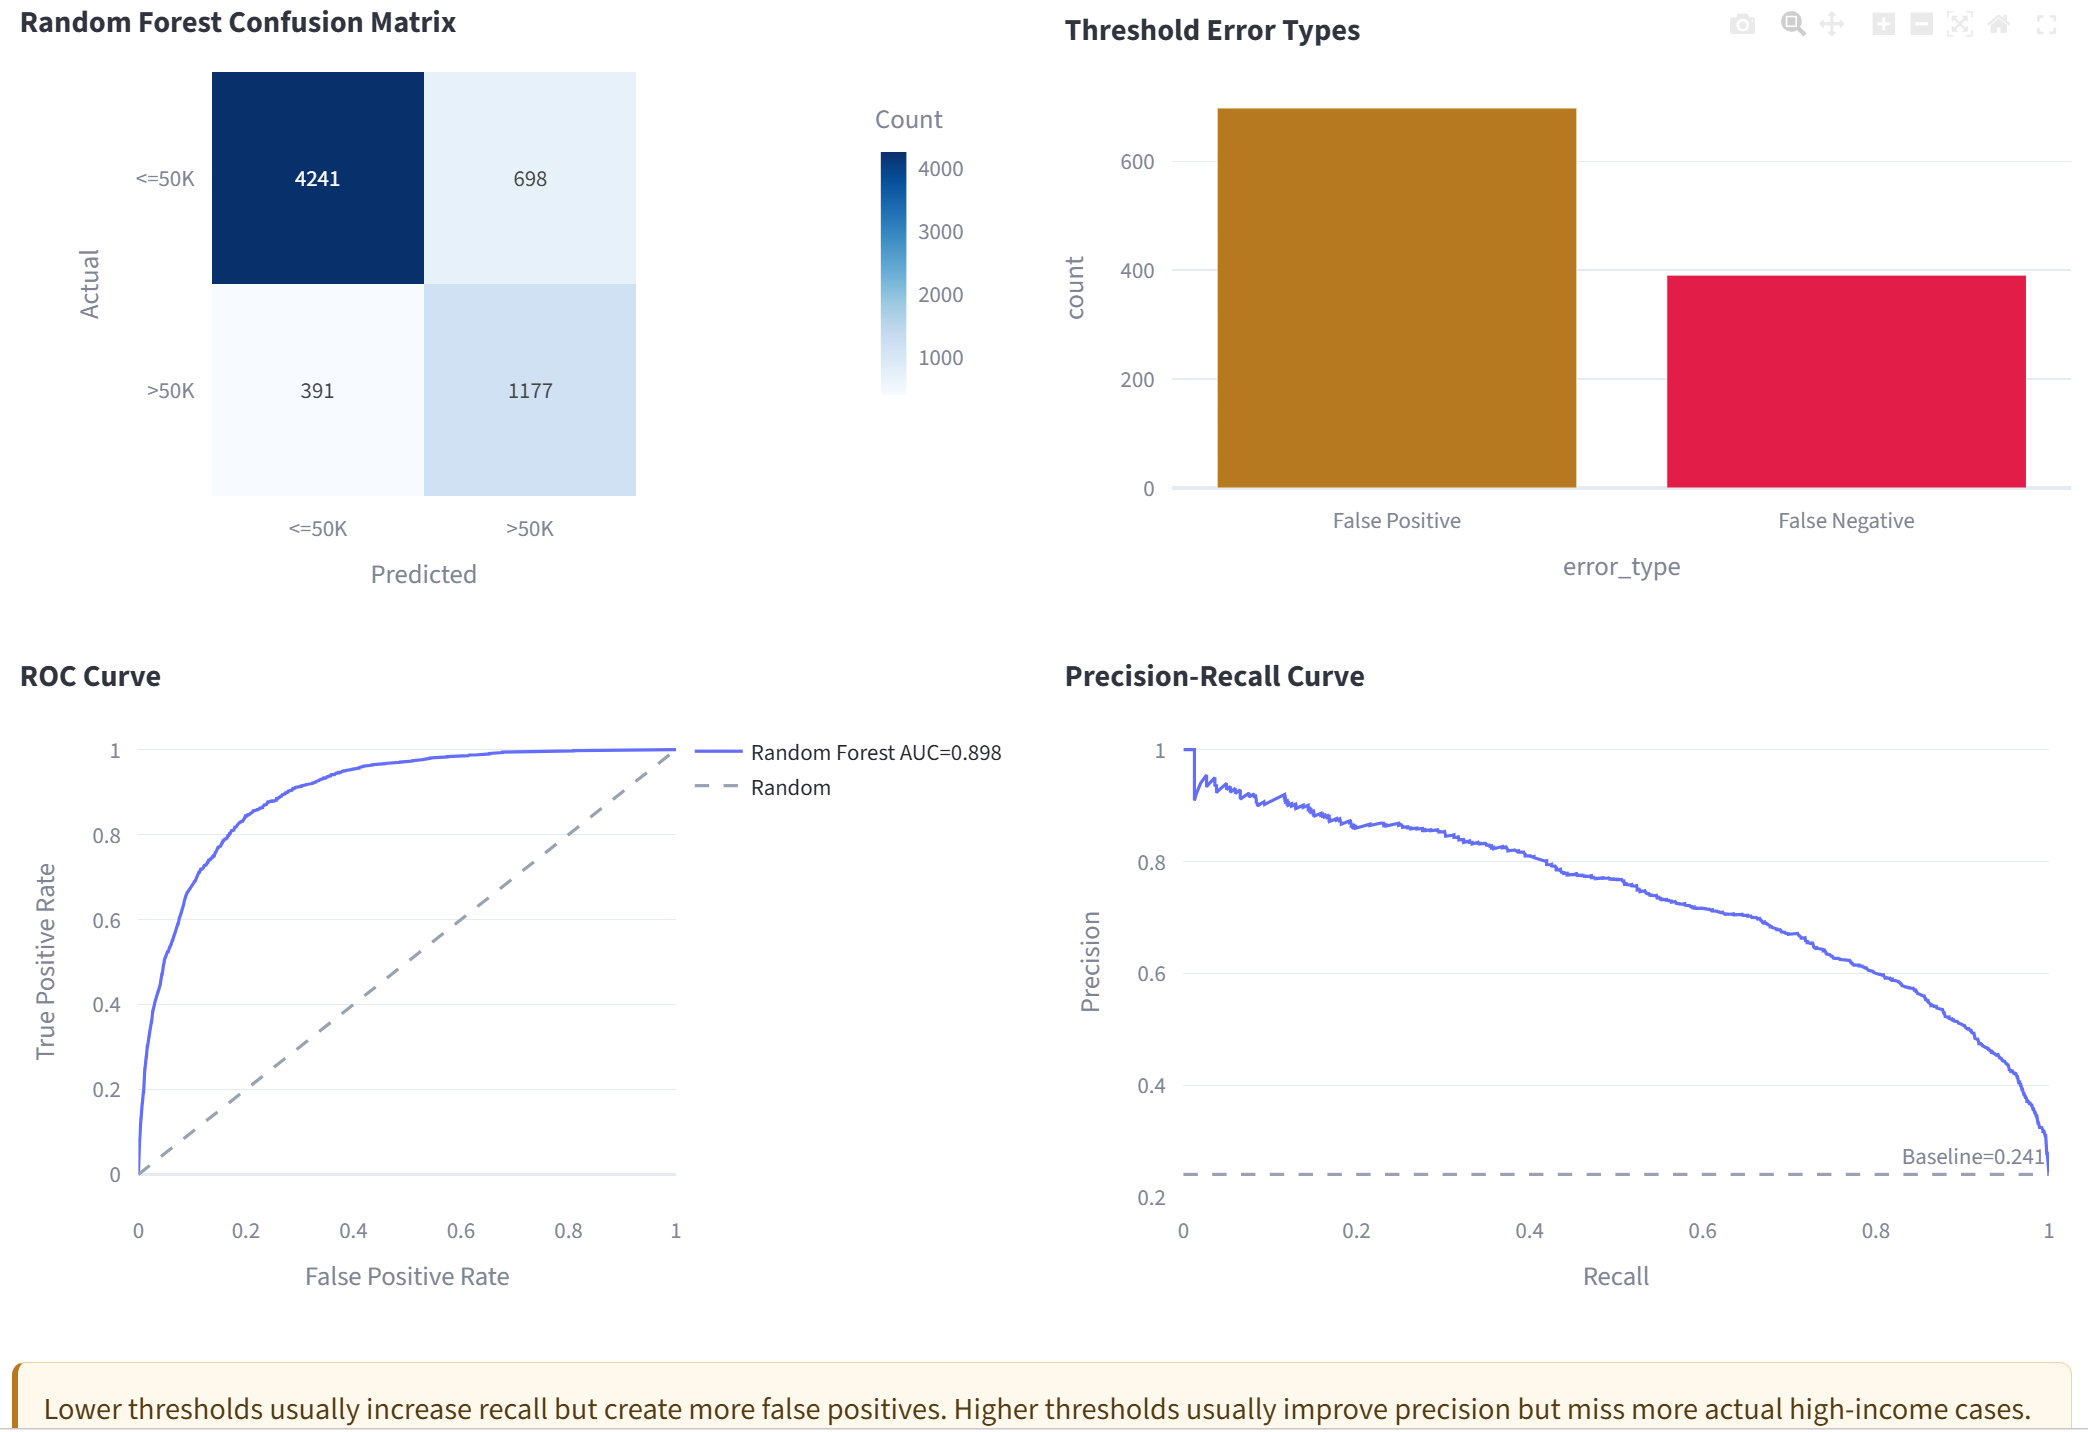 Random Forest Confusion Matrix
Count
4000
3000
2000
1000
Actual
<=50K
4241
698
>50K
391
1177
<=50K
>50K
Predicted
Threshold Error Types
count
600
400
200
0
False Positive
False Negative
error_type
ROC Curve
True Positive Rate
1
0.8
0.6
0.4
0.2
0
0
0.2
0.4
0.6
0.8
1
False Positive Rate
Random Forest AUC=0.898
Random
Precision-Recall Curve
Precision
1
0.8
0.6
0.4
0.2
Baseline=0.241
0
0.2
0.4
0.6
0.8
1
Recall
Lower thresholds usually increase recall but create more false positives. Higher thresholds usually improve precision but miss more actual high-income cases.